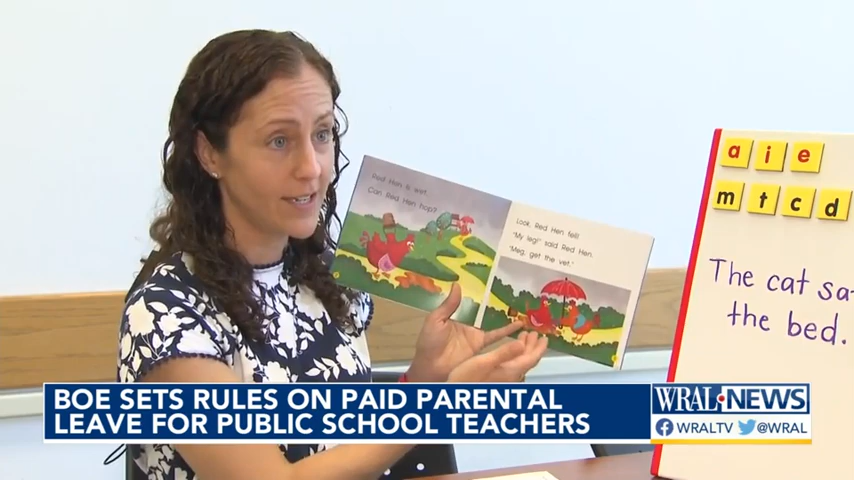 Red Hen is wet.
Can Red Hen hop?
Look, Red Hen fell!
"My leg!" said Red Hen.
"Meg, get the vet."
a i e
m t c d
The cat sa
the bed.
BOE SETS RULES ON PAID PARENTAL
LEAVE FOR PUBLIC SCHOOL TEACHERS
WRAL NEWS
WRALTV @WRAL